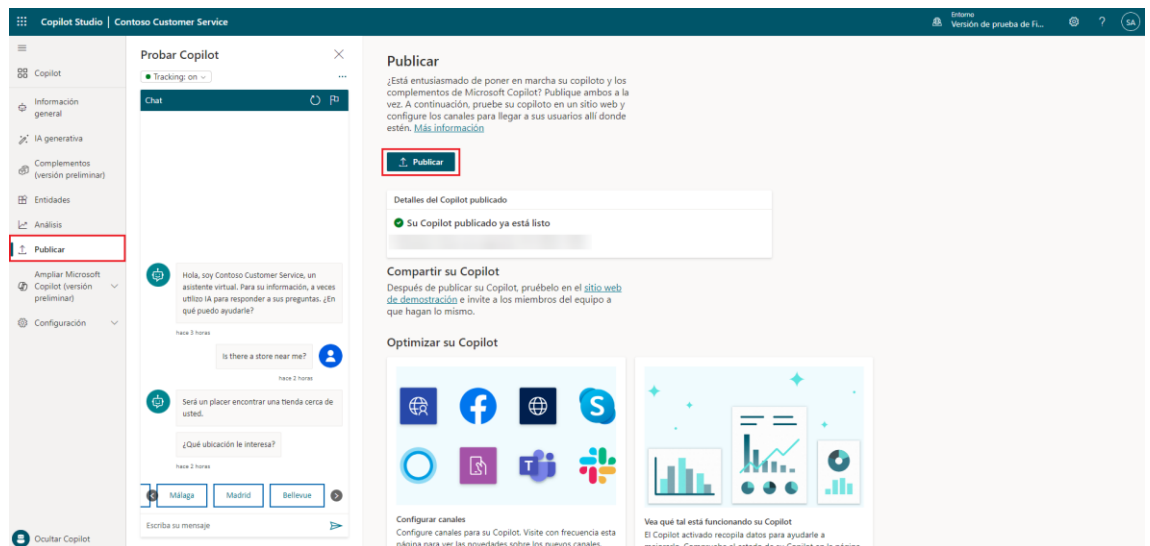 Copilot Studio | Contoso Customer Service
Entorno
Versión de prueba de Fi...
?
SA
Copilot
Información
general
IA generativa
Complementos
(versión preliminar)
Entidades
Análisis
Publicar
Ampliar Microsoft
Copilot (versión
preliminar)
Configuración
Ocultar Copilot
Probar Copilot
Tracking: on
...
Chat
Hola, soy Contoso Customer Service, un
asistente virtual. Para su información, a veces
utilizo IA para responder a sus preguntas. ¿En
qué puedo ayudarle?
hace 3 horas
Is there a store near me?
hace 2 horas
Será un placer encontrar una tienda cerca de
usted.
¿Qué ubicación le interesa?
hace 2 horas
Málaga
Madrid
Bellevue
Escriba su mensaje
Publicar
¿Está entusiasmado de poner en marcha su copiloto y los
complementos de Microsoft Copilot? Publique ambos a la
vez. A continuación, pruebe su copiloto en un sitio web y
configure los canales para llegar a sus usuarios allí donde
estén. Más información
Publicar
Detalles del Copilot publicado
Su Copilot publicado ya está listo
Compartir su Copilot
Después de publicar su Copilot, pruébelo en el sitio web
de demostración e invite a los miembros del equipo a
que hagan lo mismo.
Optimizar su Copilot
Configurar canales
Configure canales para su Copilot. Visite con frecuencia esta
página para ver las novedades sobre los nuevos canales
Vea qué tal está funcionando su Copilot
El Copilot activado recopila datos para ayudarle a